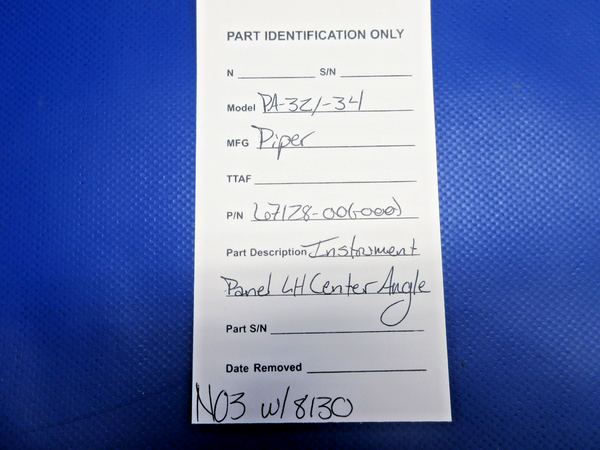 PART IDENTIFICATION ONLY
N S/N
Model PA-32/-34
MFG Piper
TTAF
P/N 67128-00(-000)
Part Description Instrument
Panel LH Center Angle
Part S/N
Date Removed
NO3 w/8130